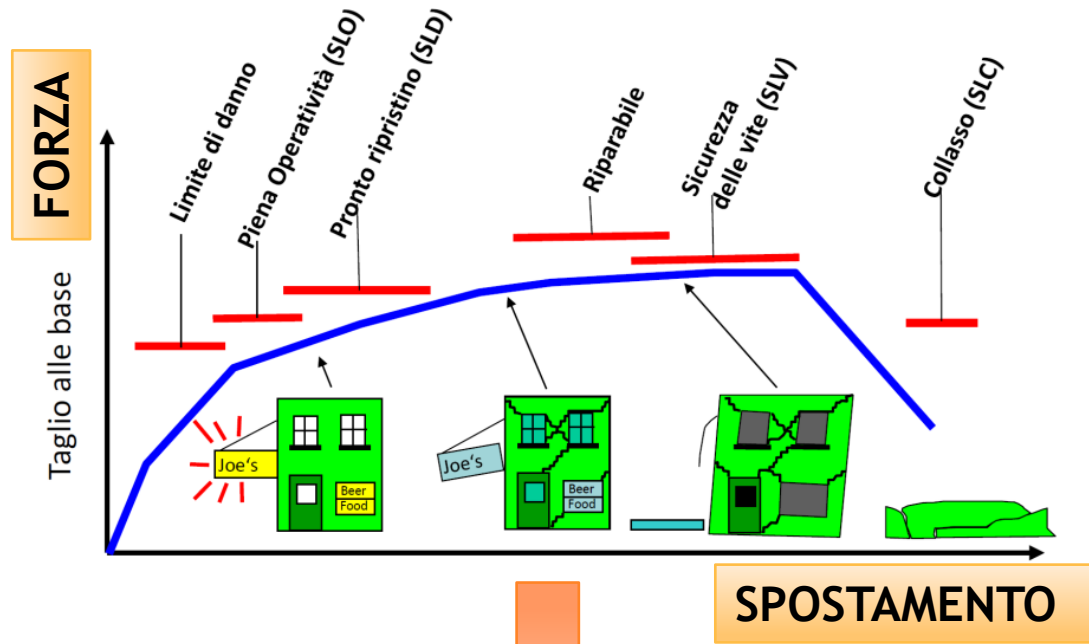 FORZA
Taglio alle base
Limite di danno
Piena Operatività (SLO)
Pronto ripristino (SLD)
Riparabile
Sicurezza
delle vite (SLV)
Collasso (SLC)
Joe's
Beer
Food
Joe's
Beer
Food
SPOSTAMENTO